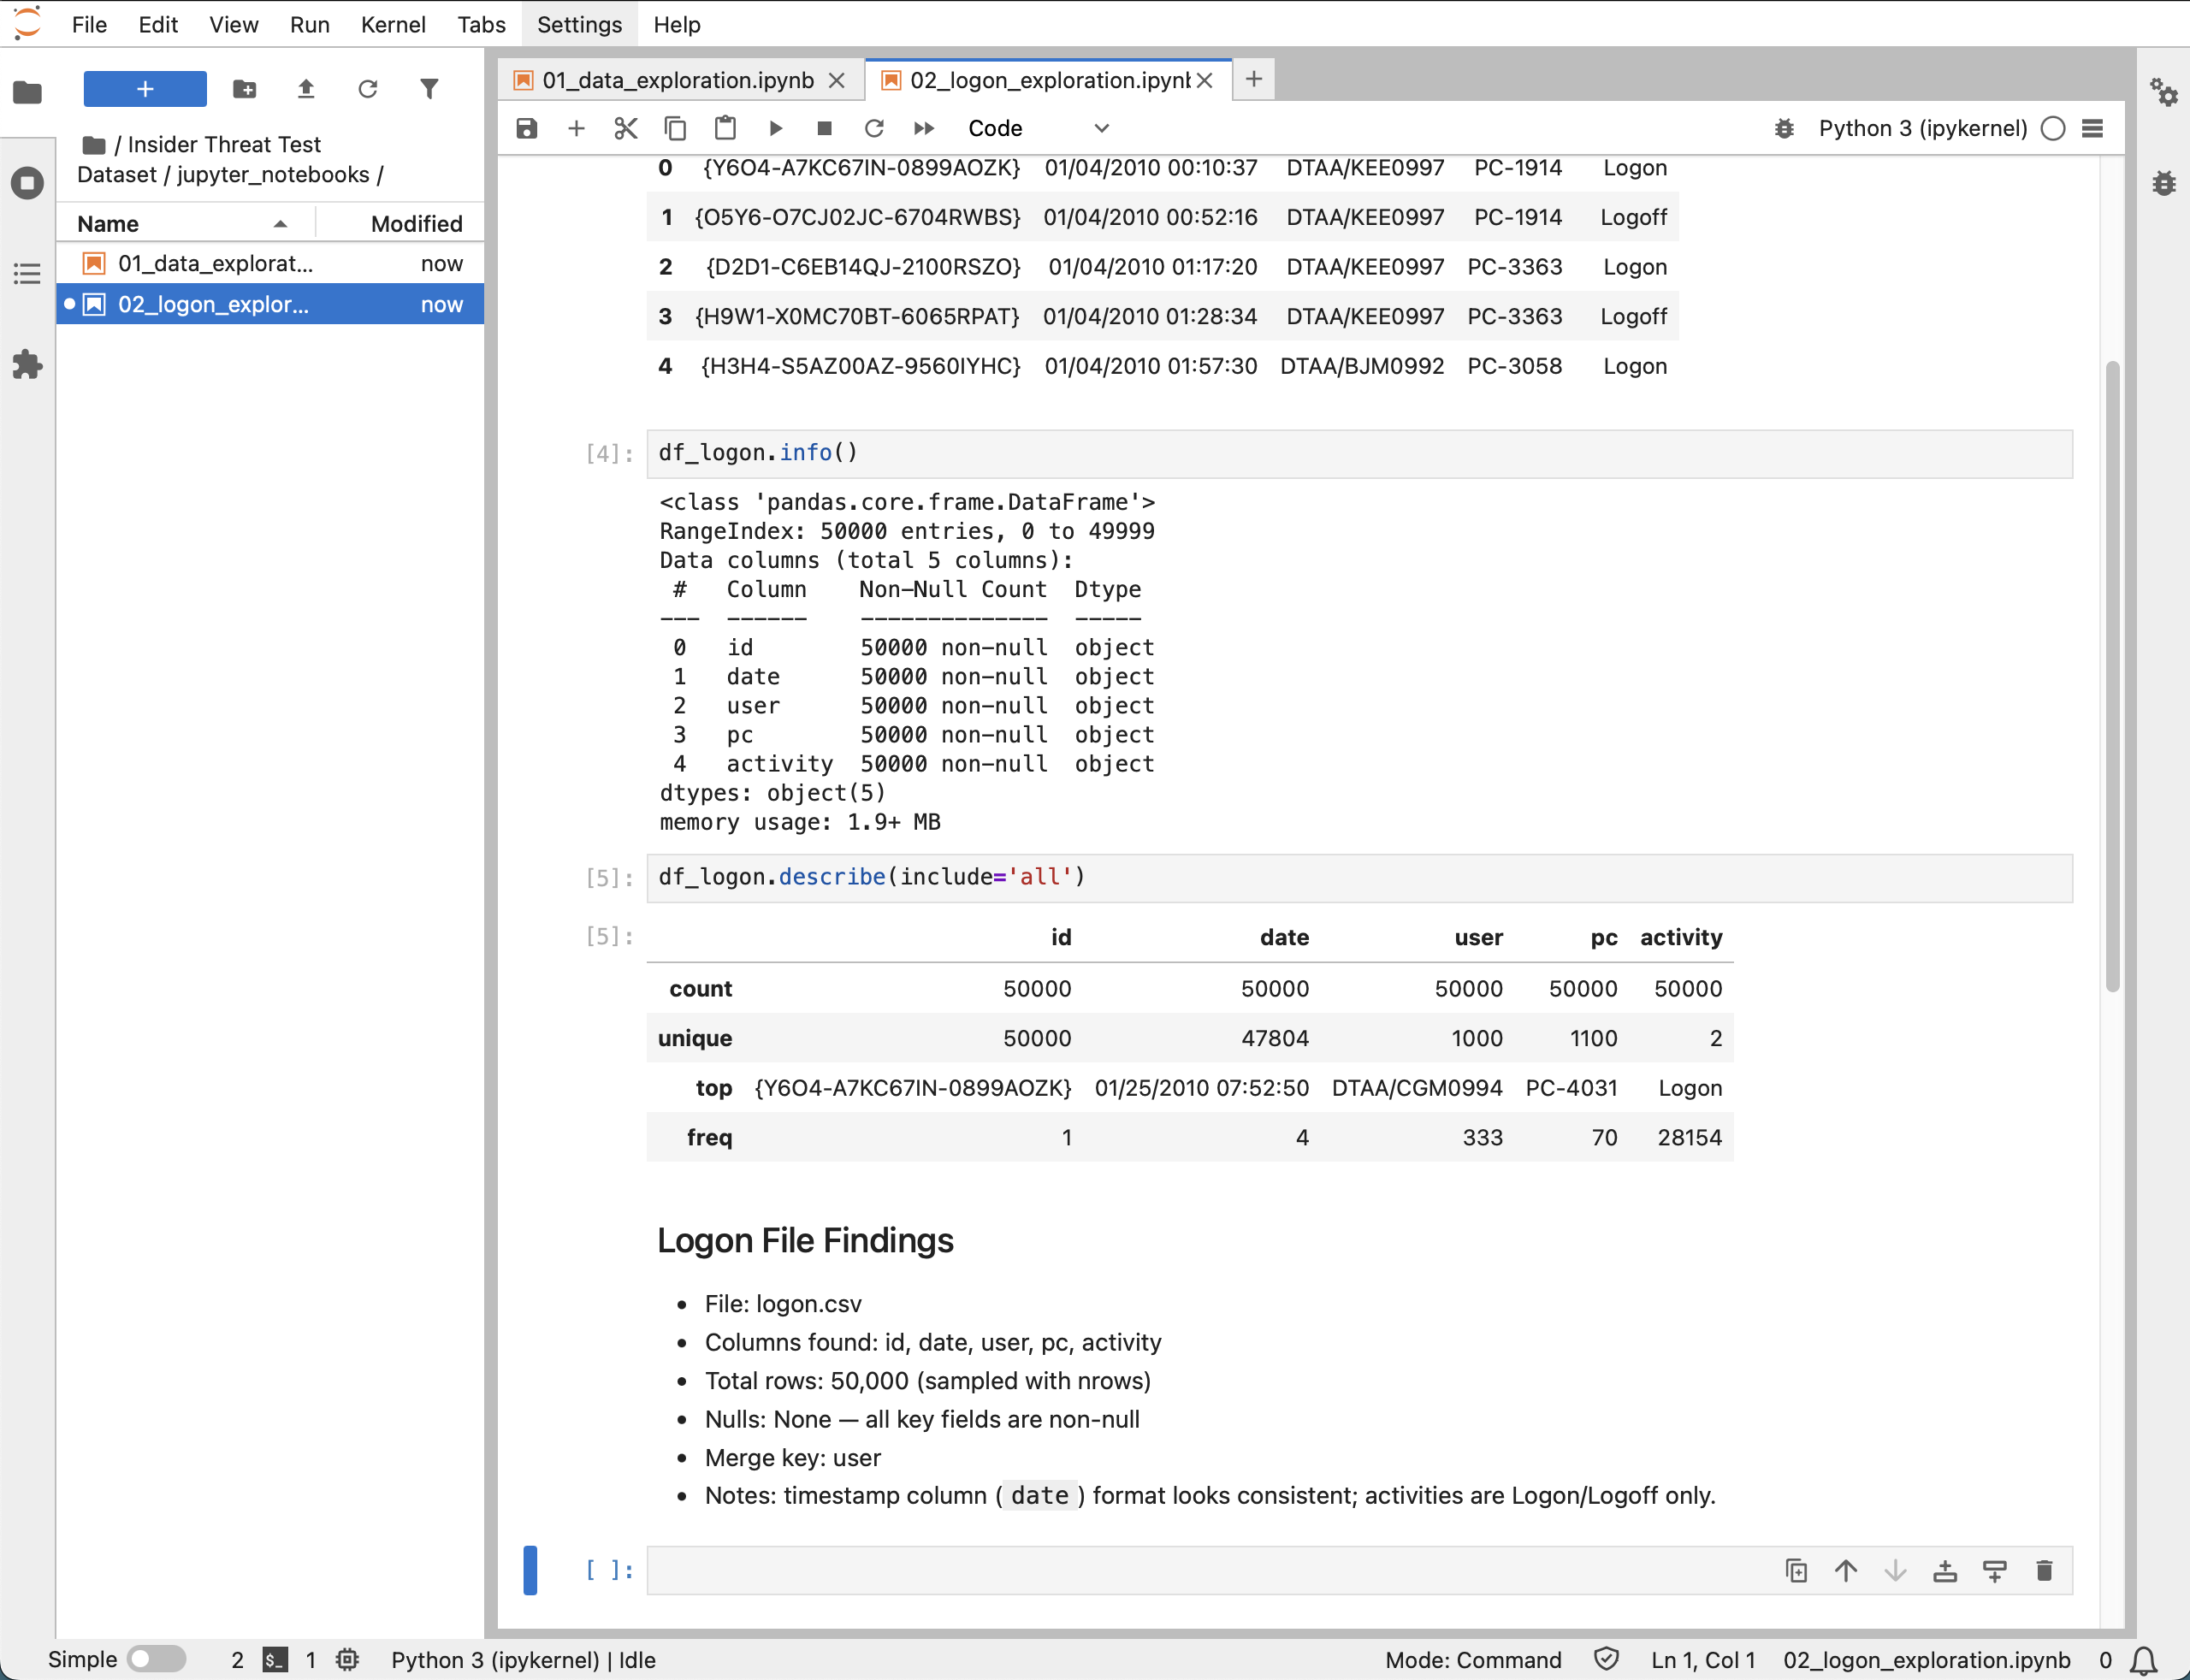 File Edit View Run Kernel Tabs Settings Help
01_data_exploration.ipynb
02_logon_exploration.ipynb
/ Insider Threat Test
Dataset / jupyter_notebooks /
Name Modified
01_data_explorat... now
02_logon_explor... now
Code
Python 3 (ipykernel)
0 {Y6O4-A7KC67IN-0899AOZK} 01/04/2010 00:10:37 DTAA/KEE0997 PC-1914 Logon
1 {O5Y6-O7CJ02JC-6704RWBS} 01/04/2010 00:52:16 DTAA/KEE0997 PC-1914 Logoff
2 {D2D1-C6EB14QJ-2100RSZO} 01/04/2010 01:17:20 DTAA/KEE0997 PC-3363 Logon
3 {H9W1-X0MC70BT-6065RPAT} 01/04/2010 01:28:34 DTAA/KEE0997 PC-3363 Logoff
4 {H3H4-S5AZ00AZ-9560IYHC} 01/04/2010 01:57:30 DTAA/BJM0992 PC-3058 Logon
[4]: df_logon.info()
<class 'pandas.core.frame.DataFrame'>
RangeIndex: 50000 entries, 0 to 49999
Data columns (total 5 columns):
# Column Non-Null Count Dtype
--- ------ -------------- -----
0 id 50000 non-null object
1 date 50000 non-null object
2 user 50000 non-null object
3 pc 50000 non-null object
4 activity 50000 non-null object
dtypes: object(5)
memory usage: 1.9+ MB
[5]: df_logon.describe(include='all')
[5]: id date user pc activity
count 50000 50000 50000 50000 50000
unique 50000 47804 1000 1100 2
top {Y6O4-A7KC67IN-0899AOZK} 01/25/2010 07:52:50 DTAA/CGM0994 PC-4031 Logon
freq 1 4 333 70 28154
Logon File Findings
• File: logon.csv
• Columns found: id, date, user, pc, activity
• Total rows: 50,000 (sampled with nrows)
• Nulls: None — all key fields are non-null
• Merge key: user
• Notes: timestamp column ( date ) format looks consistent; activities are Logon/Logoff only.
[ ]:
Simple 2 $_ 1 Python 3 (ipykernel) | Idle Mode: Command Ln 1, Col 1 02_logon_exploration.ipynb 0